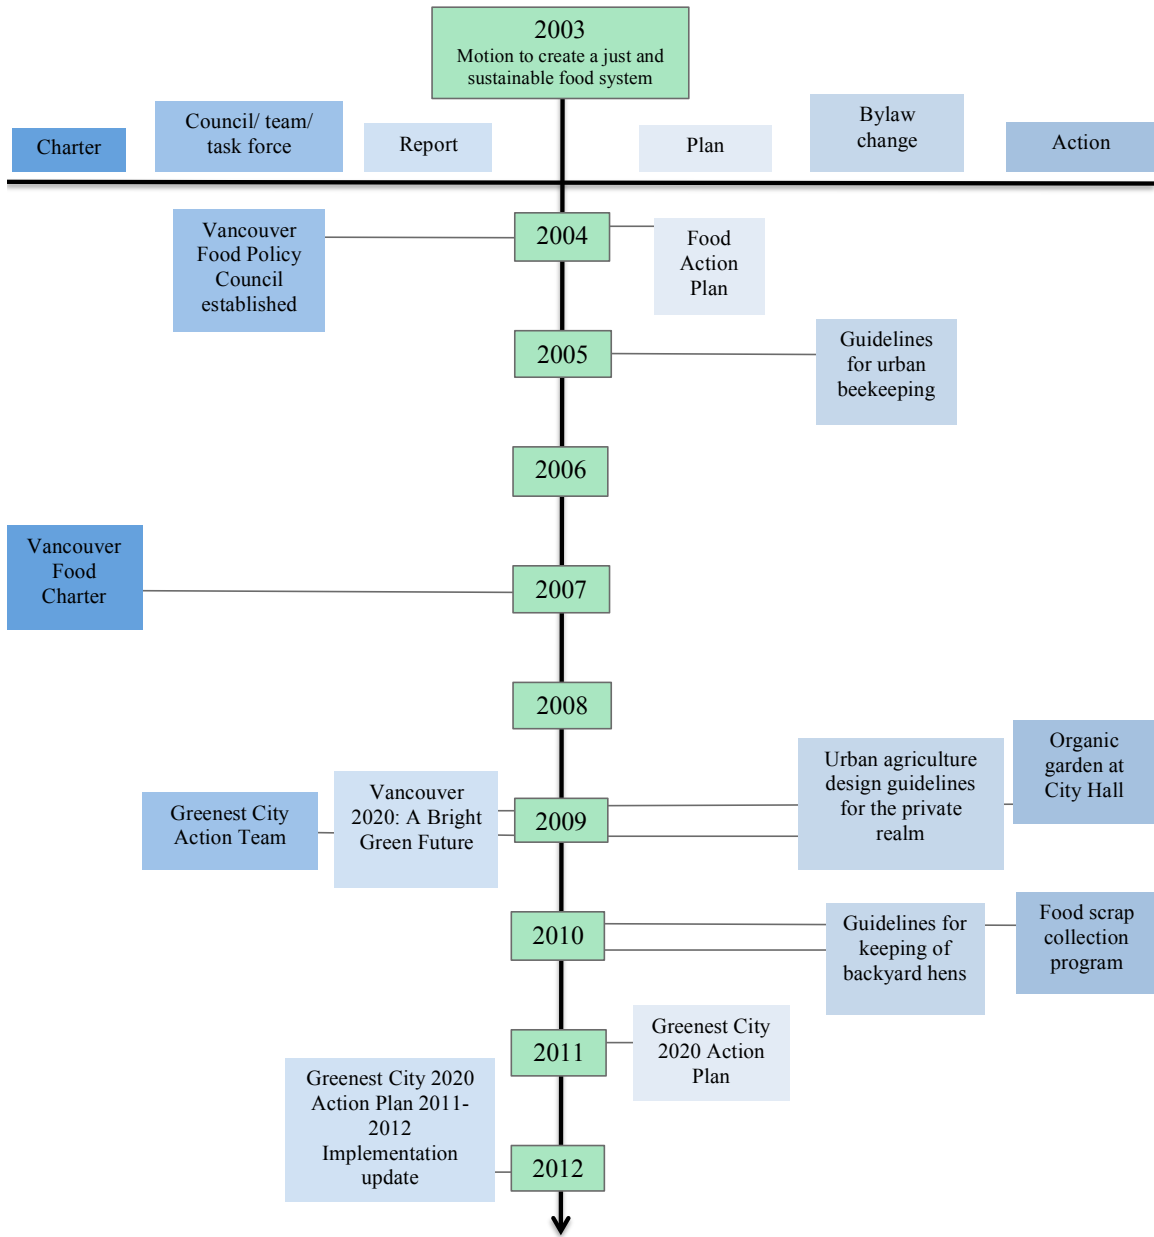 2003
Motion to create a just and
sustainable food system
Charter
Council/ team/
task force
Report
Plan
Bylaw
change
Action
Vancouver
Food Policy
Council
established
2004
Food
Action
Plan
2005
Guidelines
for urban
beekeeping
2006
Vancouver
Food
Charter
2007
2008
Greenest City
Action Team
Vancouver
2020: A Bright
Green Future
2009
Urban agriculture
design guidelines
for the private
realm
Organic
garden at
City Hall
2010
Guidelines for
keeping of
backyard hens
Food scrap
collection
program
2011
Greenest City
2020 Action
Plan
Greenest City 2020
Action Plan 2011-
2012
Implementation
update
2012